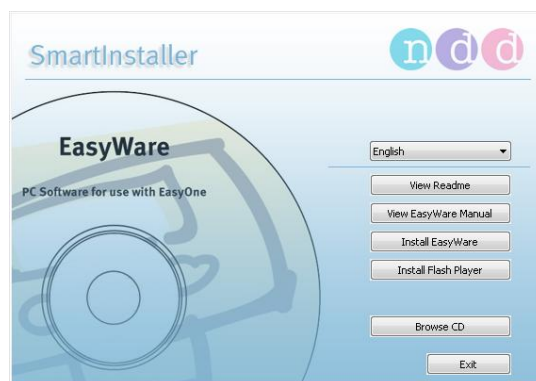 SmartInstaller
ndd
EasyWare
PC Software for use with EasyOne
English
View Readme
View EasyWare Manual
Install EasyWare
Install Flash Player
Browse CD
Exit